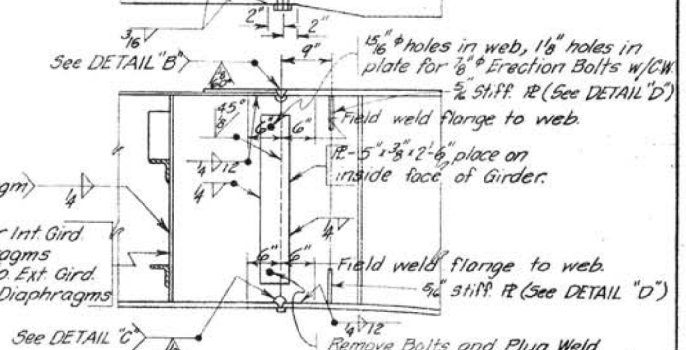 2" 2"
3/16
9"
See DETAIL "B"
15/16" φ holes in web, 1 1/8" holes in
plate for 7/8" φ Erection Bolts w/CW.
5/16 Stiff. PL (See DETAIL "D")
45°
6" 6"
Field weld flange to web.
1/4 12
PL-5" x 3/8" x 2'-6" place on
inside face of Girder.
1/4
gm
1/4
1/4
r Int. Gird.
agms
o. Ext. Gird.
Diaphragms
6" 6"
Field weld flange to web.
5/16" Stiff. PL (See DETAIL "D")
See DETAIL "C"
1/4 12
Remove Bolts and Plug Weld